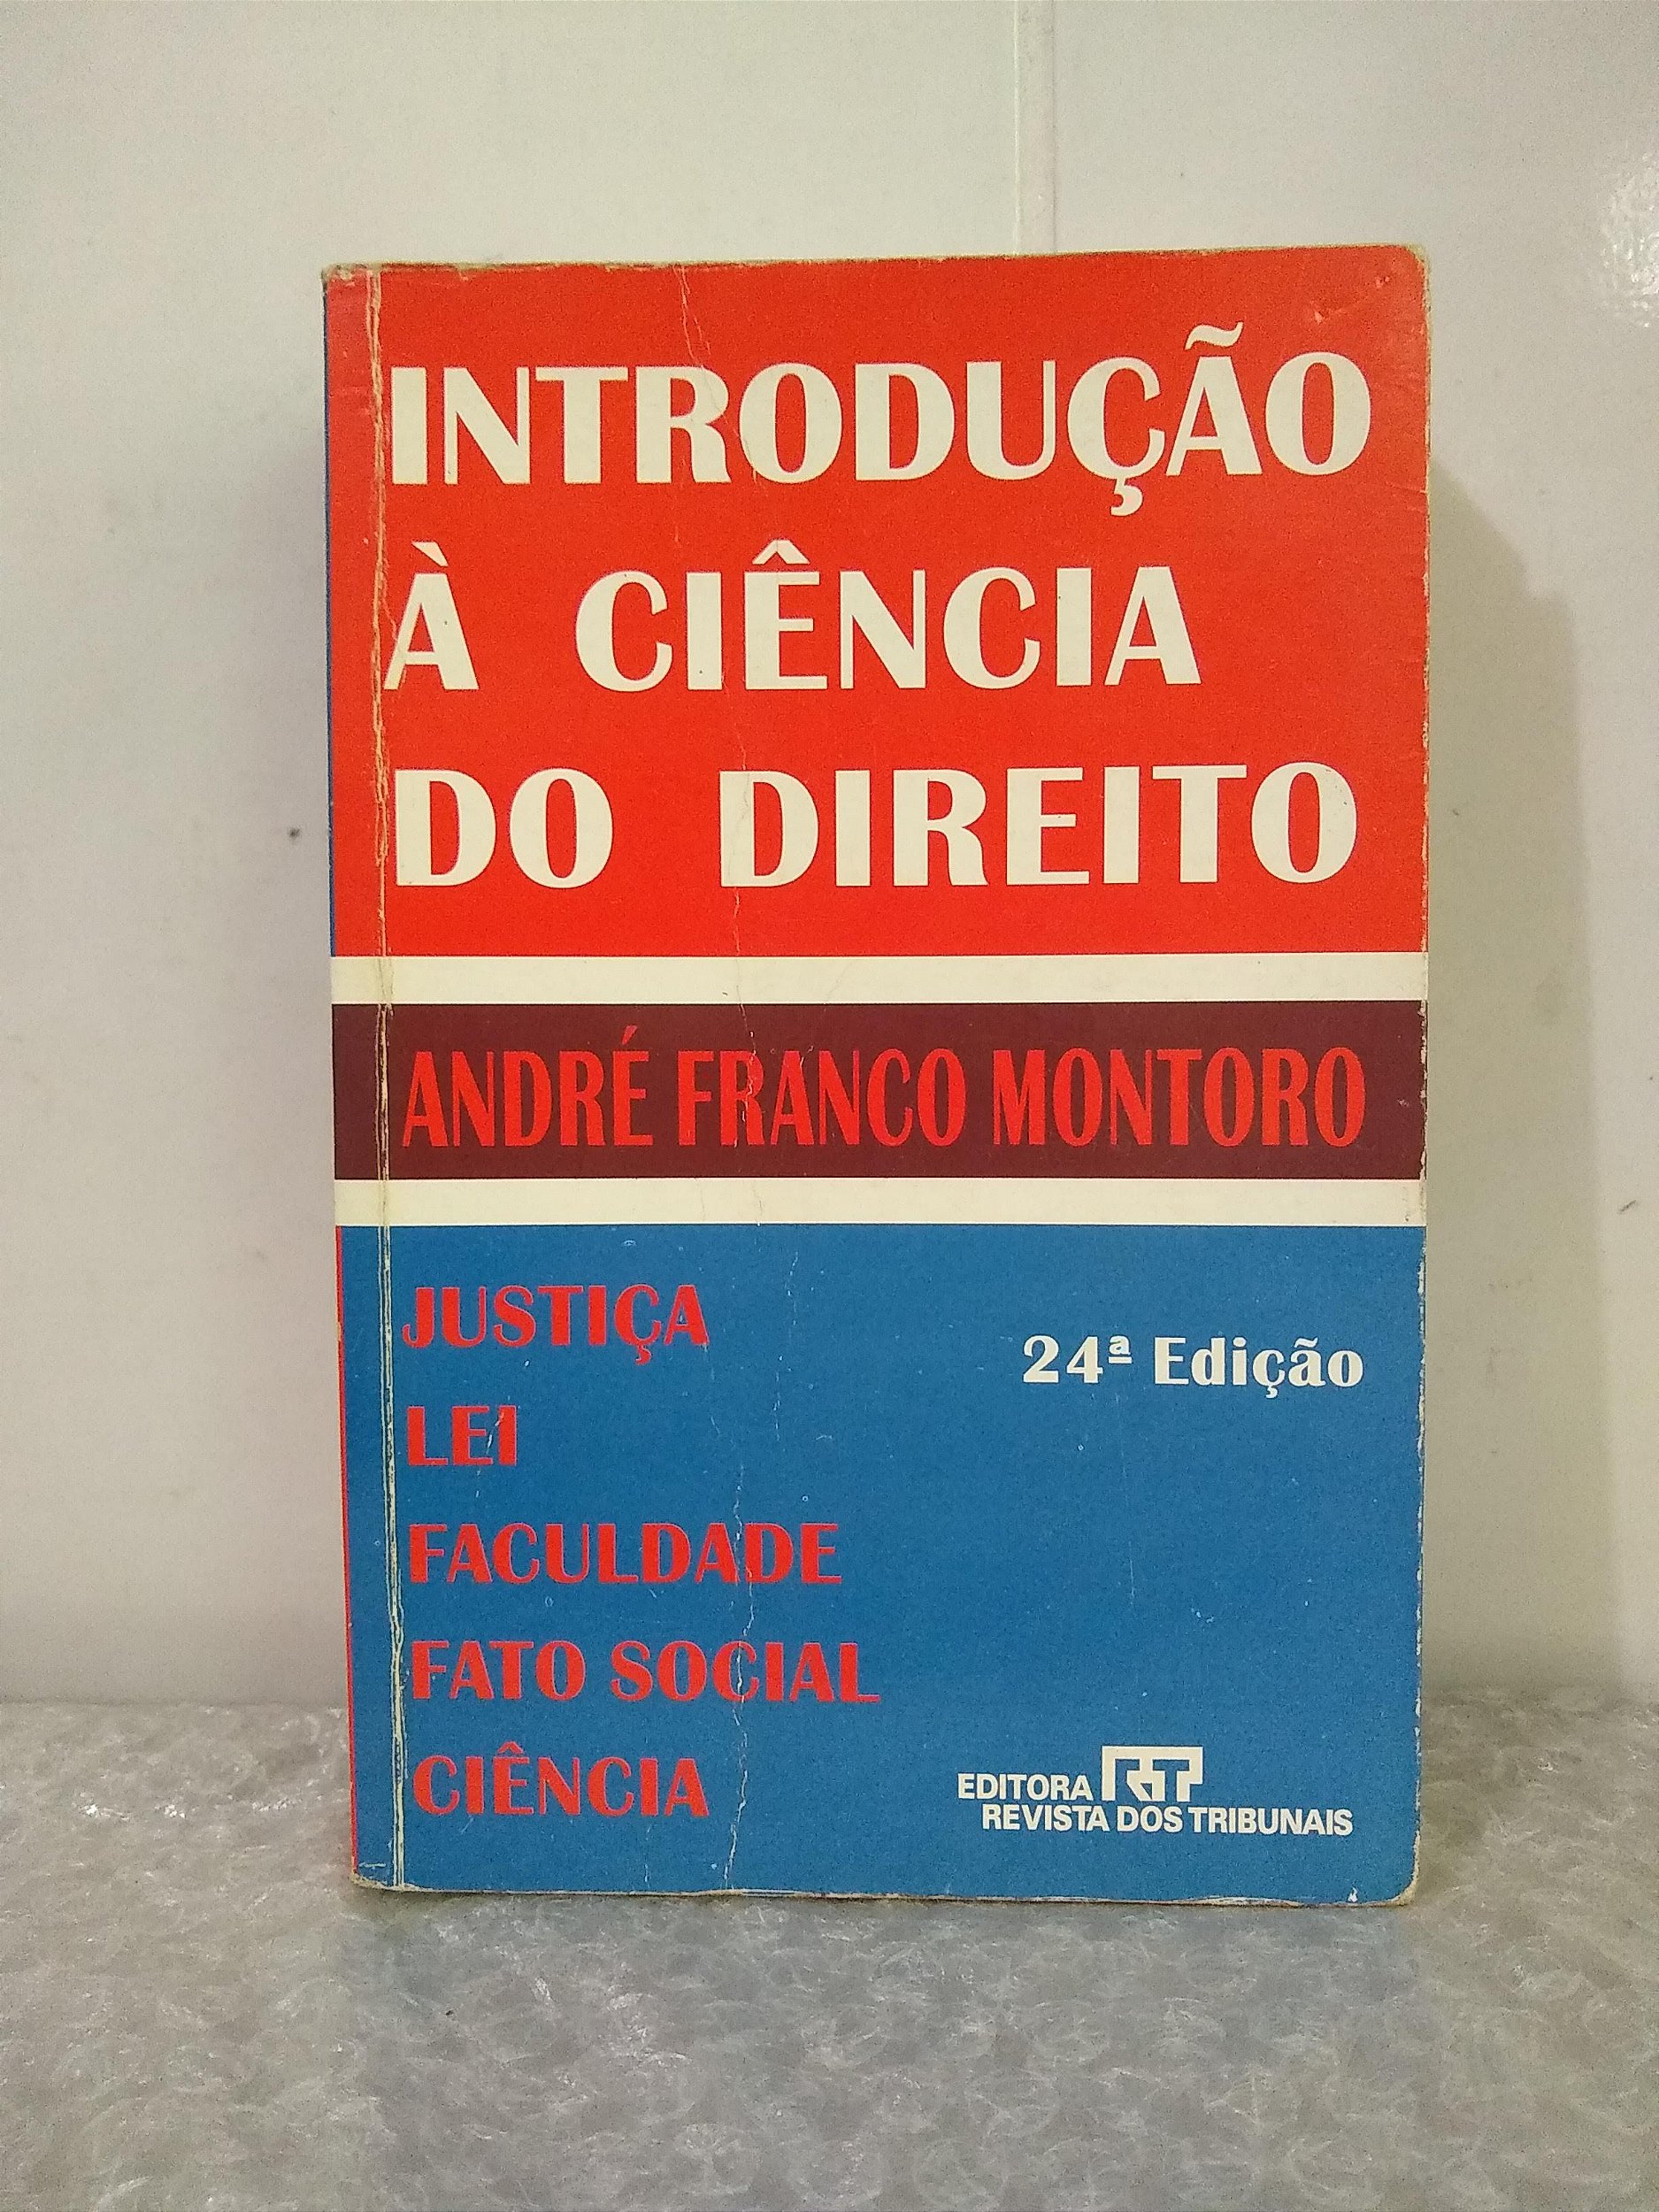 INTRODUÇÃO
À CIÊNCIA
DO DIREITO
ANDRÉ FRANCO MONTORO
JUSTIÇA
24ª Edição
LEI
FACULDADE
FATO SOCIAL
CIÊNCIA
EDITORA RT
REVISTA DOS TRIBUNAIS